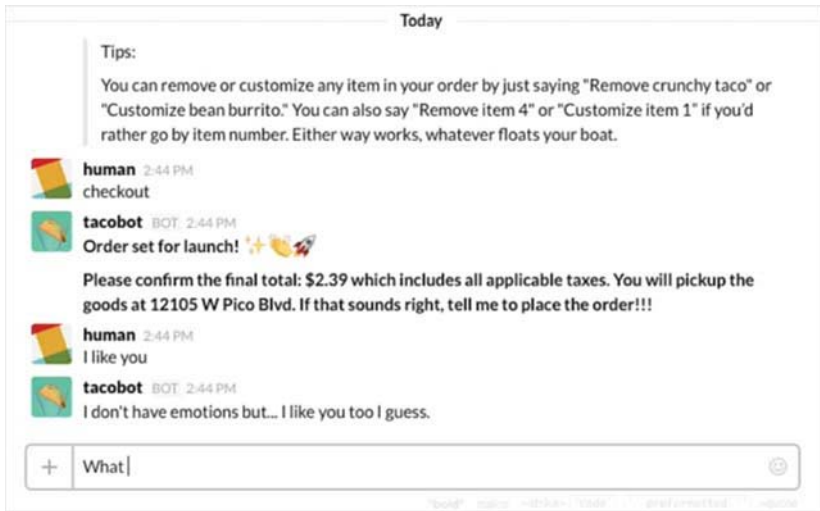 Today
Tips:
You can remove or customize any item in your order by just saying "Remove crunchy taco" or
"Customize bean burrito." You can also say "Remove item 4" or "Customize item 1" if you'd
rather go by item number. Either way works, whatever floats your boat.
human 2:44 PM
checkout
tacobot BOT 2:44 PM
Order set for launch! ✨👏🚀
Please confirm the final total: $2.39 which includes all applicable taxes. You will pickup the
goods at 12105 W Pico Blvd. If that sounds right, tell me to place the order!!!
human 2:44 PM
I like you
tacobot BOT 2:44 PM
I don't have emotions but... I like you too I guess.
What